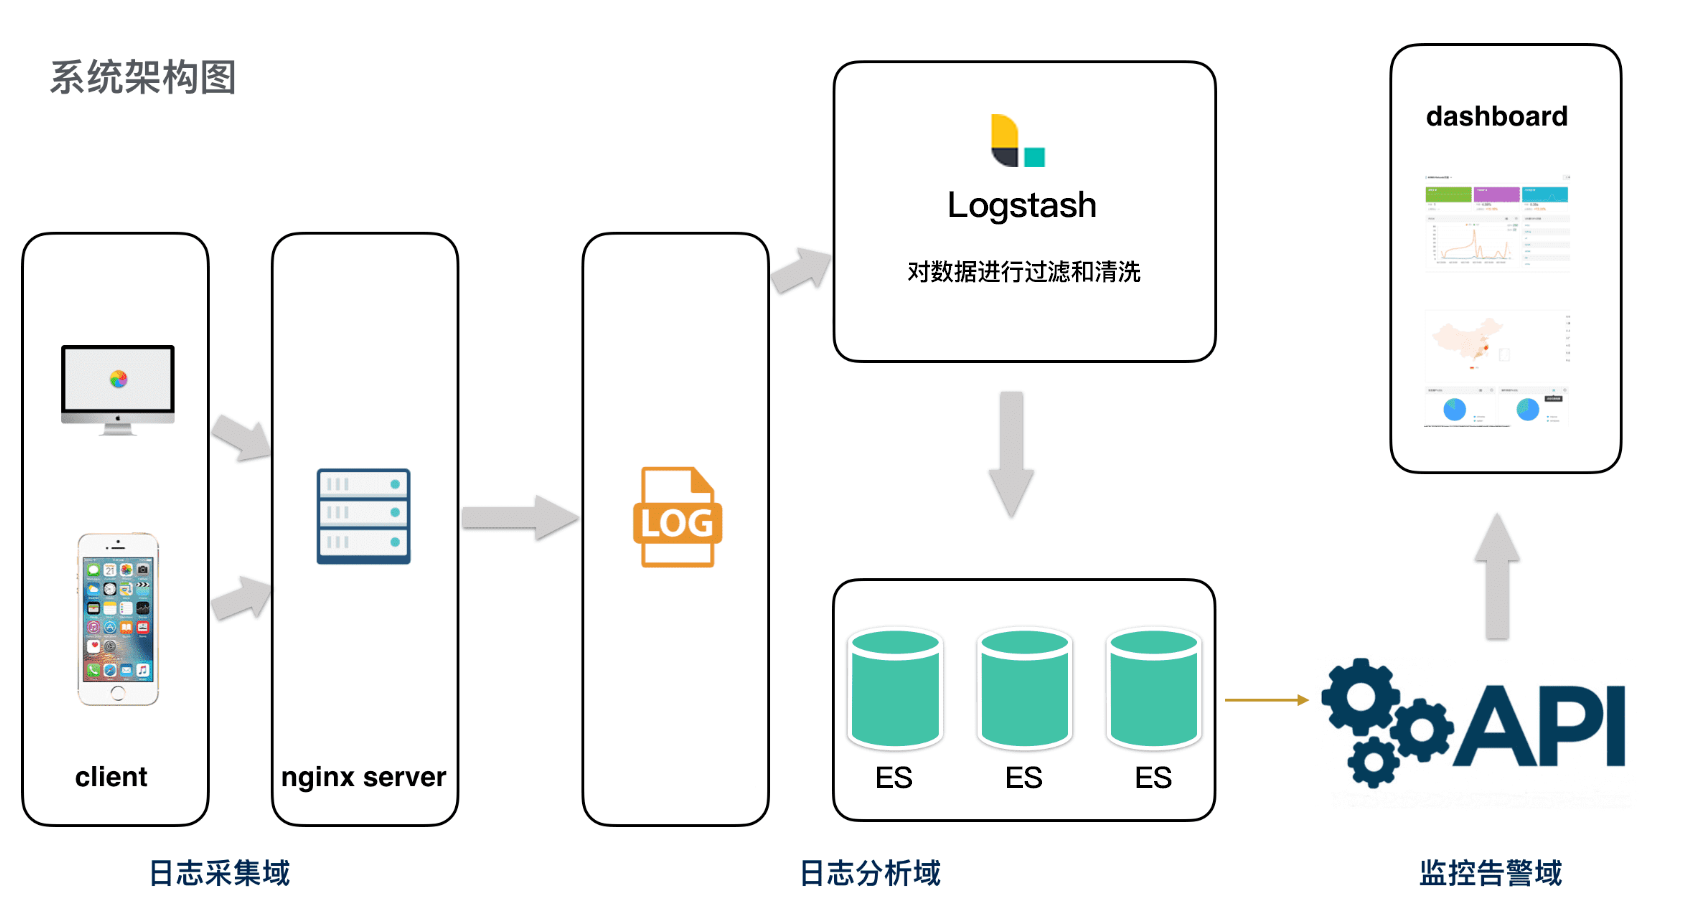 系统架构图
client
nginx server
LOG
Logstash
对数据进行过滤和清洗
ES
ES
ES
API
dashboard
日志采集域
日志分析域
监控告警域